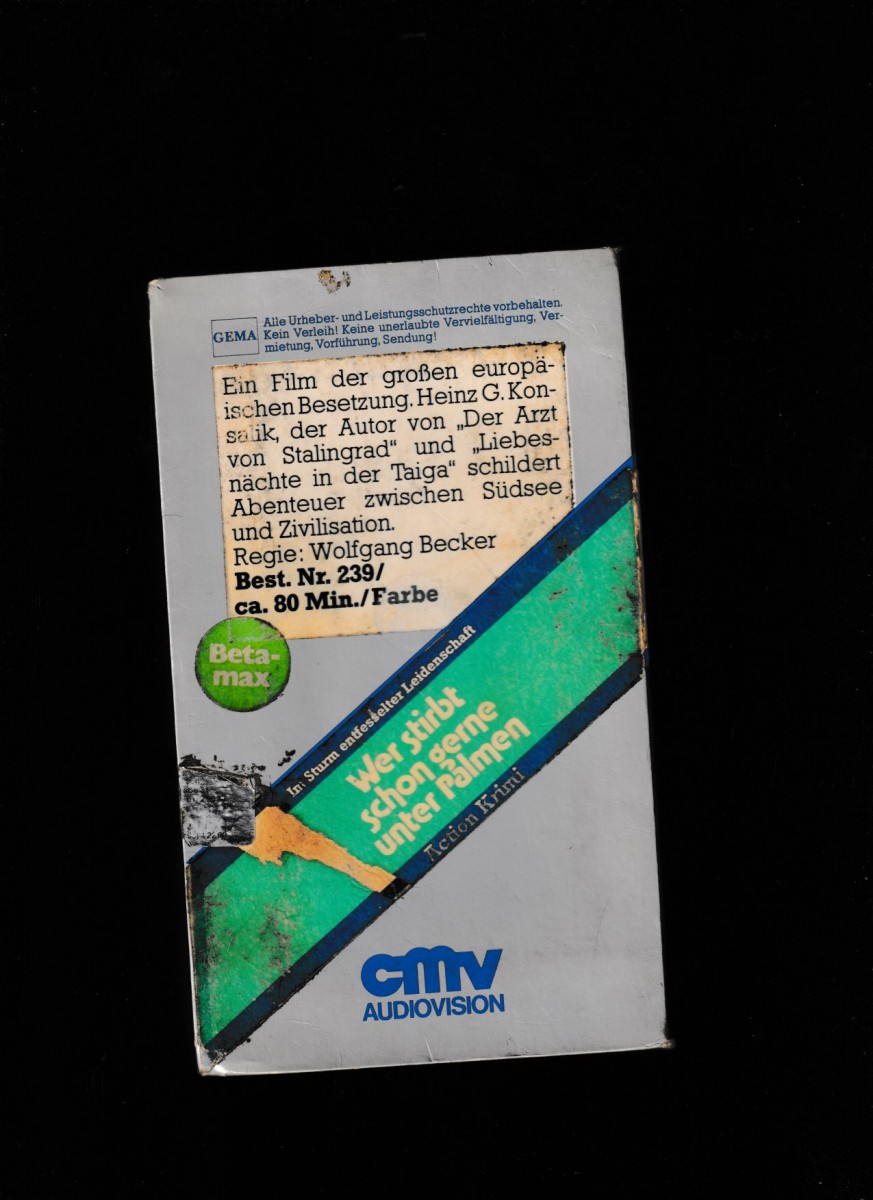 GEMA
Alle Urheber- und Leistungsschutzrechte vorbehalten.
Kein Verleih! Keine unerlaubte Vervielfältigung, Ver-
mietung, Vorführung, Sendung!
Ein Film der großen europä-
ischen Besetzung. Heinz G. Kon-
salik, der Autor von „Der Arzt
von Stalingrad“ und „Liebes-
nächte in der Taiga“ schildert
Abenteuer zwischen Südsee
und Zivilisation.
Regie: Wolfgang Becker
Best. Nr. 239/
ca. 80 Min./Farbe
Beta-
max
Im Sturm entfesselter Leidenschaft
Wer stirbt
schon gerne
unter Palmen
Action Krimi
cmv
AUDIOVISION